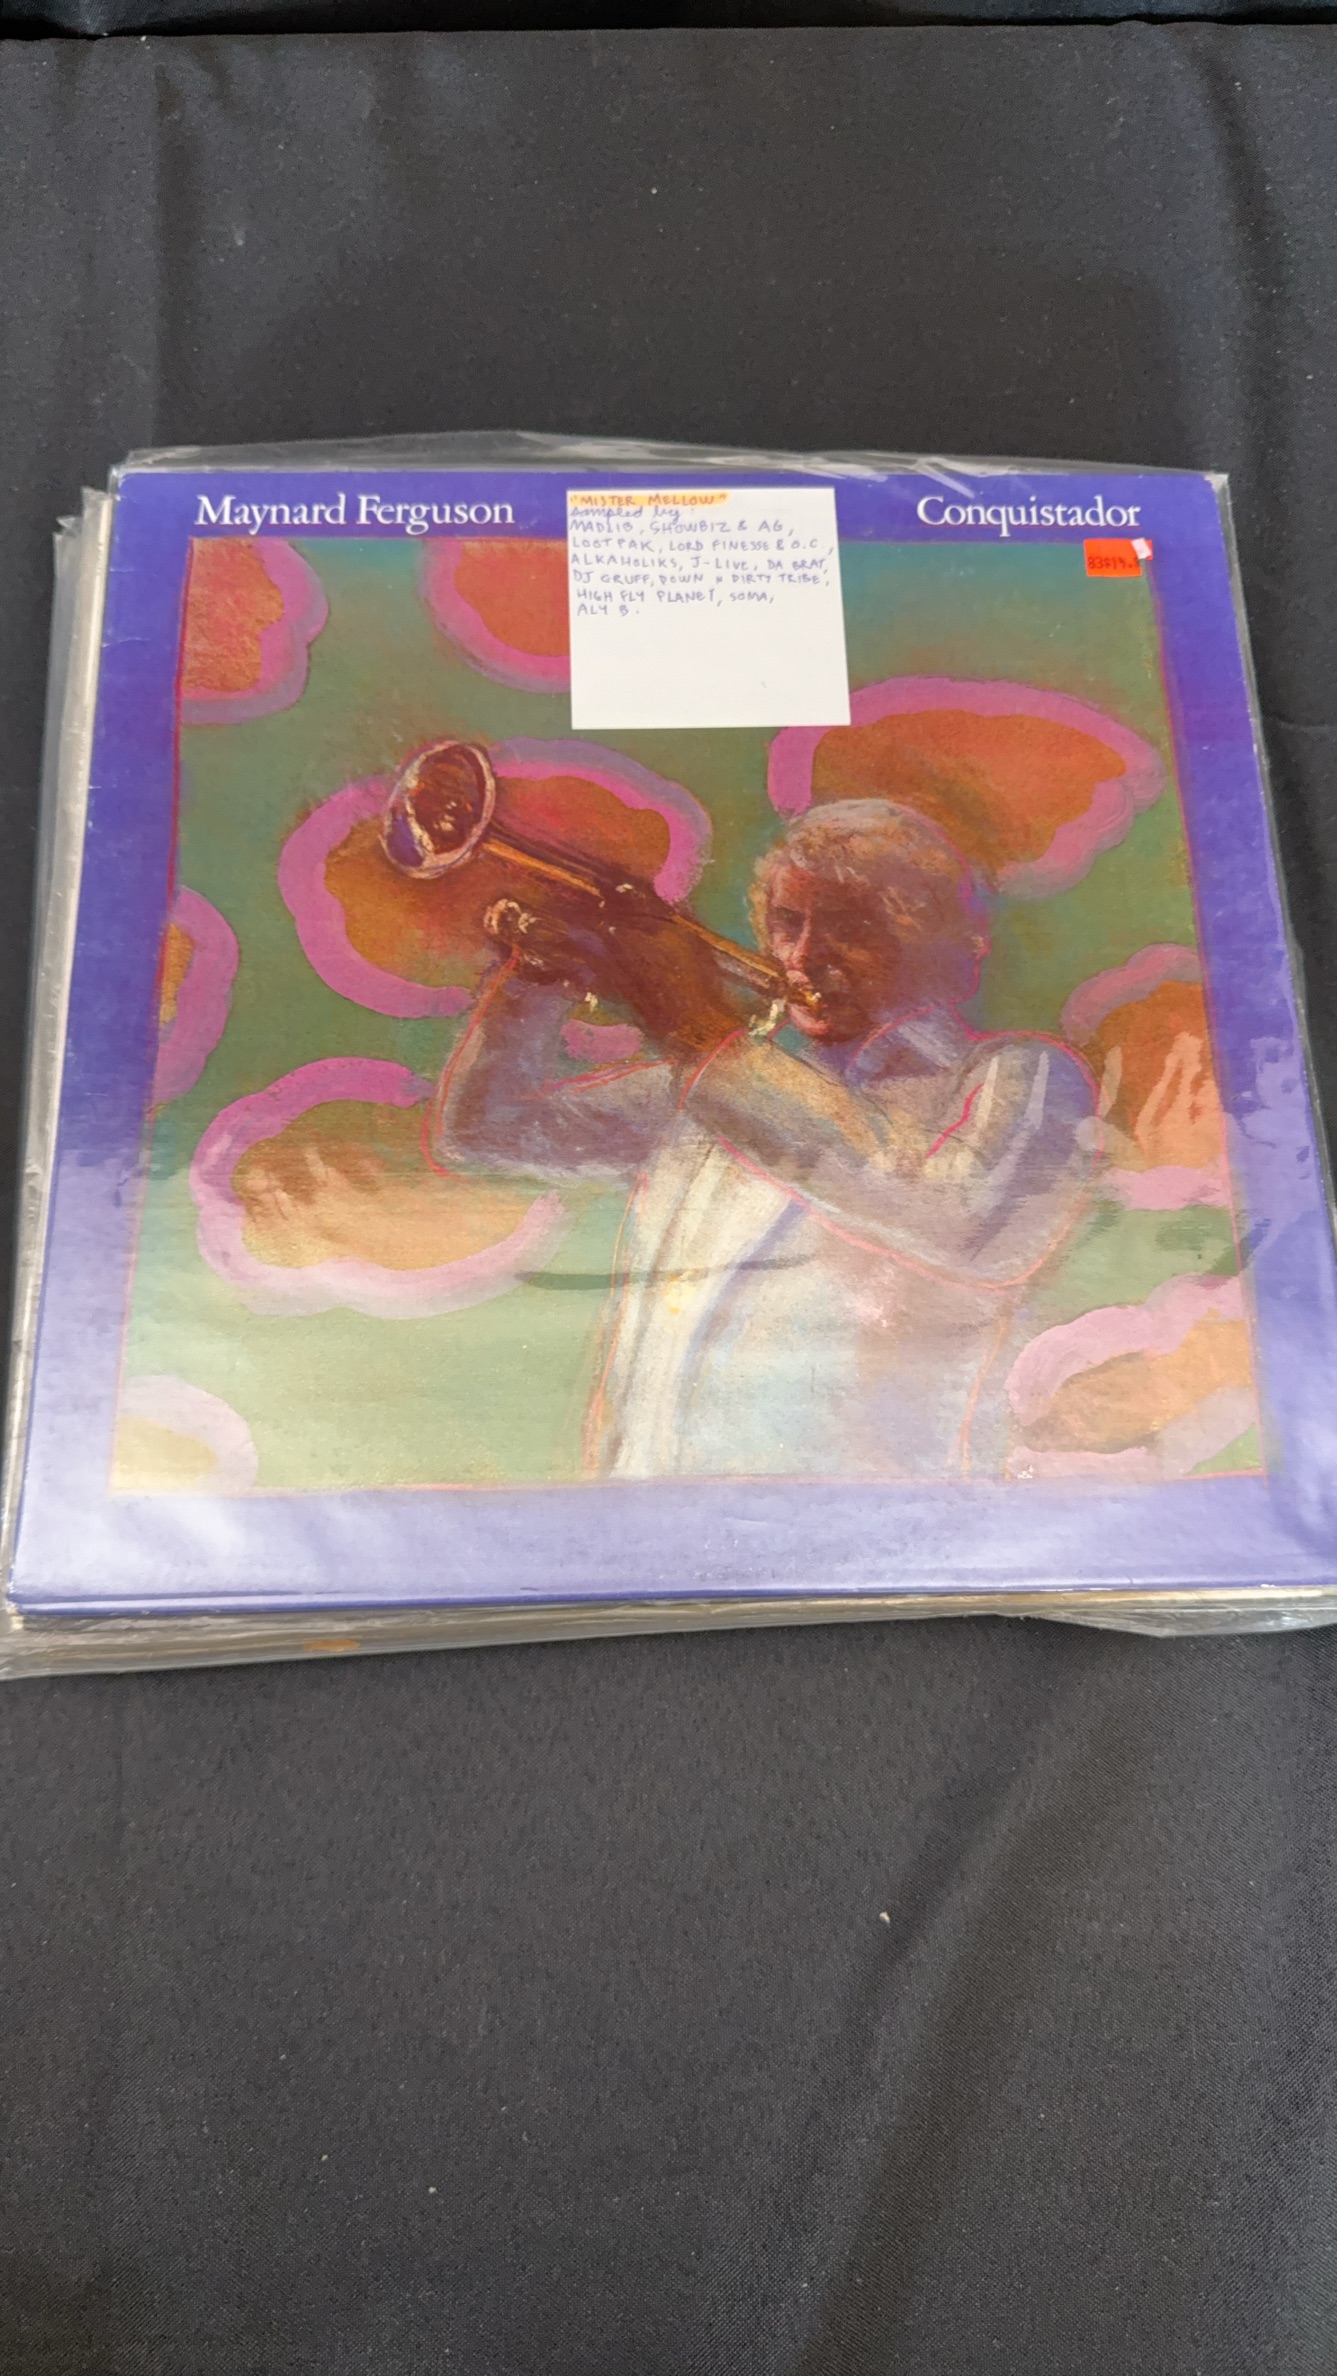 Maynard Ferguson
Conquistador
"MISTER MELLOW"
sampled by:
MADLIB, SHOWBIZ & AG,
LOOTPAK, LORD FINESSE & O.C.,
ALKAHOLIKS, J-LIVE, DA BRAT,
DJ GRUFF, DOWN N DIRTY TRIBE,
HIGH FLY PLANET, SOMA,
ALY B.